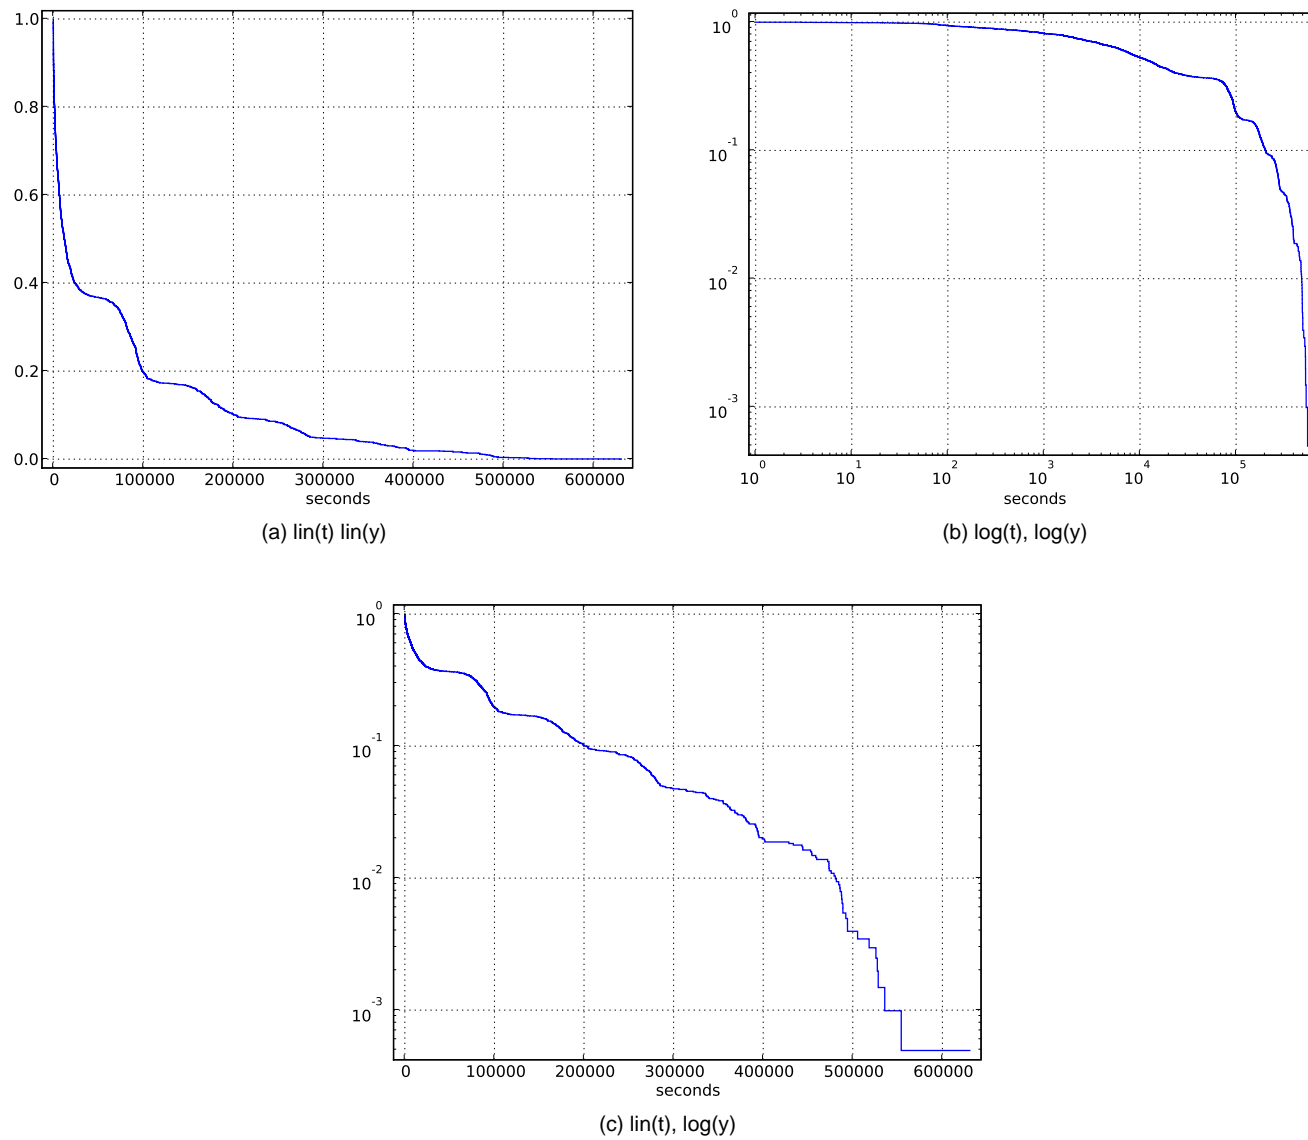 1.0
0.8
0.6
0.4
0.2
0.0
0 100000 200000 300000 400000 500000 600000
seconds
(a) lin(t) lin(y)
10^0
10^-1
10^-2
10^-3
10^0 10^1 10^2 10^3 10^4 10^5
seconds
(b) log(t), log(y)
10^0
10^-1
10^-2
10^-3
0 100000 200000 300000 400000 500000 600000
seconds
(c) lin(t), log(y)